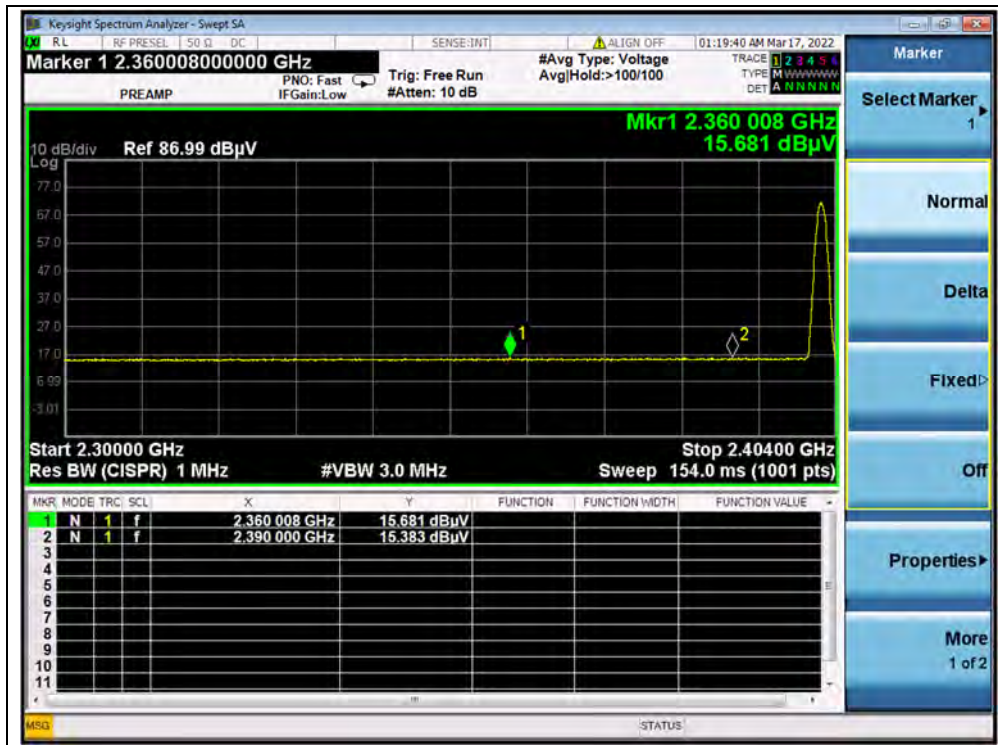 Keysight Spectrum Analyzer - Swept SA
LXI RL RF PRESEL 50 Ω DC SENSE:INT ALIGN OFF 01:19:40 AM Mar 17, 2022
Marker 1 2.360008000000 GHz
PREAMP
PNO: Fast
IFGain:Low
Trig: Free Run
#Atten: 10 dB
#Avg Type: Voltage
Avg|Hold:>100/100
TRACE 1 2 3 4 5 6
TYPE M WWWWW
DET A N N N N N
Mkr1 2.360 008 GHz
15.681 dBµV
10 dB/div Ref 86.99 dBµV
Log
77.0
67.0
57.0
47.0
37.0
27.0
17.0
6.99
-3.01
1
2
Start 2.30000 GHz Stop 2.40400 GHz
Res BW (CISPR) 1 MHz #VBW 3.0 MHz Sweep 154.0 ms (1001 pts)
MKR MODE TRC SCL X Y FUNCTION FUNCTION WIDTH FUNCTION VALUE
1 N 1 f 2.360 008 GHz 15.681 dBµV
2 N 1 f 2.390 000 GHz 15.383 dBµV
3
4
5
6
7
8
9
10
11
MSG STATUS
Marker
Select Marker
1
Normal
Delta
Fixed
Off
Properties
More
1 of 2